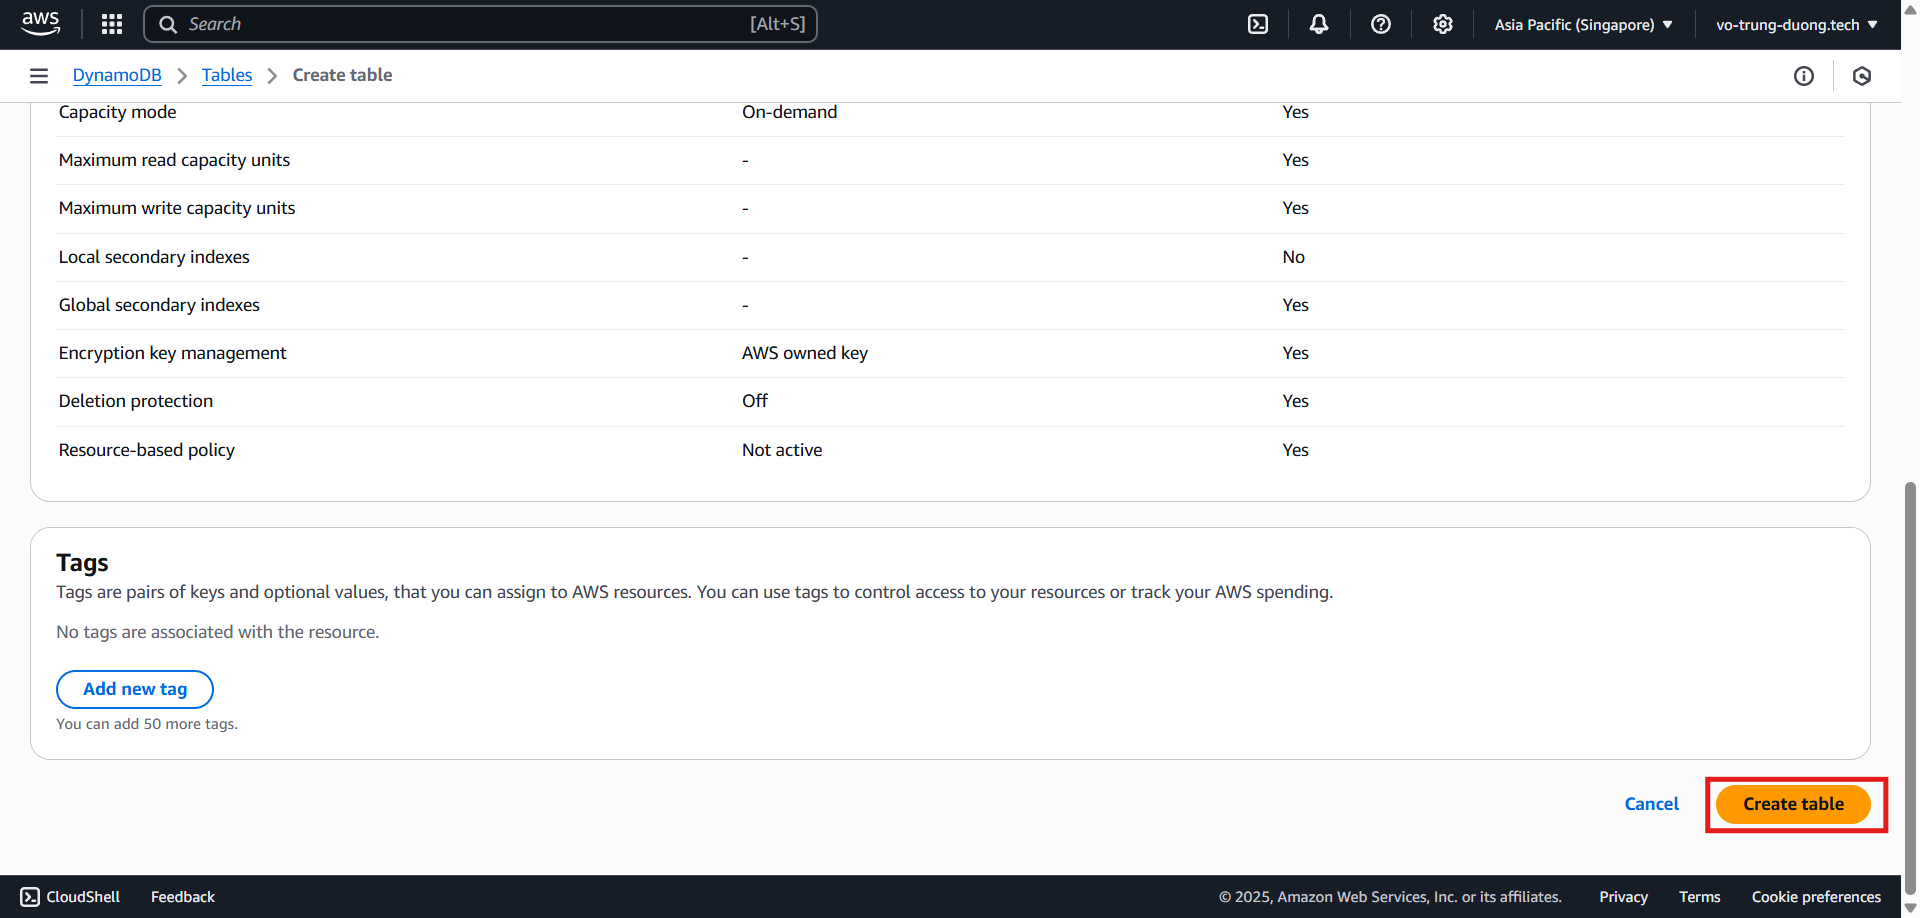 aws
Search [Alt+S]
Asia Pacific (Singapore)
vo-trung-duong.tech
DynamoDB > Tables > Create table
Capacity mode On-demand Yes
Maximum read capacity units - Yes
Maximum write capacity units - Yes
Local secondary indexes - No
Global secondary indexes - Yes
Encryption key management AWS owned key Yes
Deletion protection Off Yes
Resource-based policy Not active Yes
Tags
Tags are pairs of keys and optional values, that you can assign to AWS resources. You can use tags to control access to your resources or track your AWS spending.
No tags are associated with the resource.
Add new tag
You can add 50 more tags.
Cancel Create table
CloudShell Feedback © 2025, Amazon Web Services, Inc. or its affiliates. Privacy Terms Cookie preferences